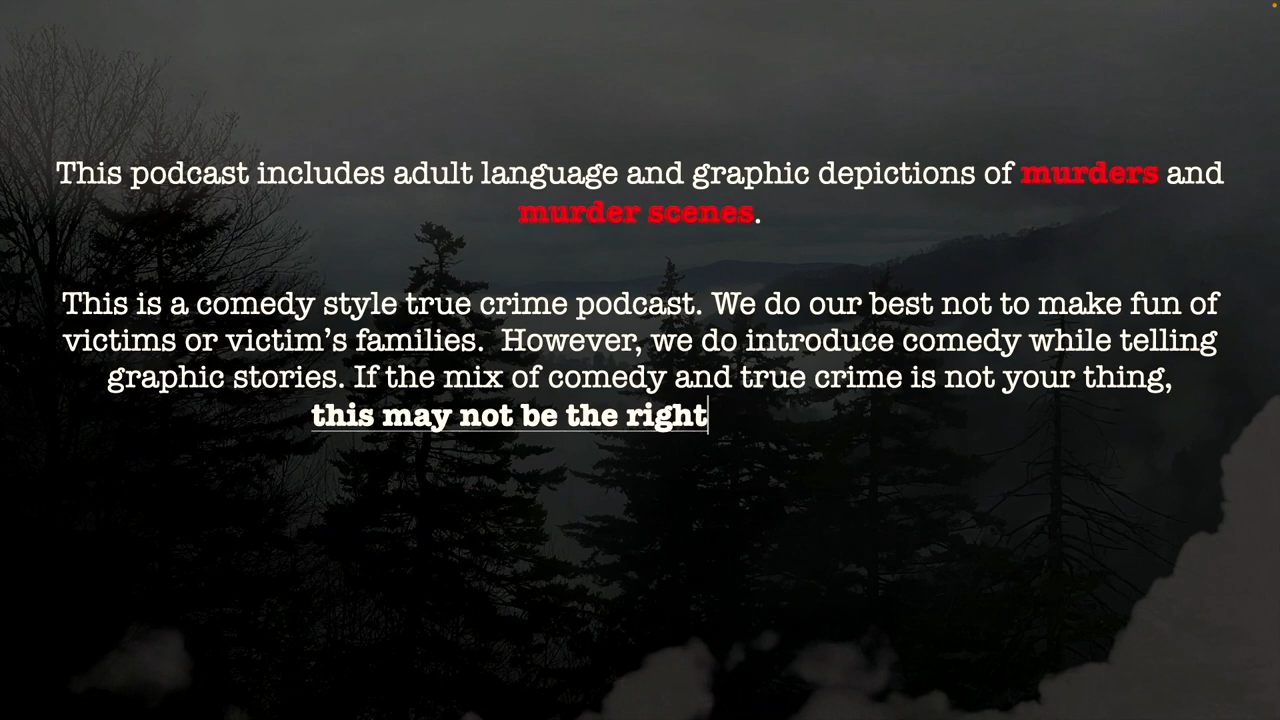 This podcast includes adult language and graphic depictions of murders and
murder scenes.
This is a comedy style true crime podcast. We do our best not to make fun of
victims or victim’s families.  However, we do introduce comedy while telling
graphic stories. If the mix of comedy and true crime is not your thing,
this may not be the right